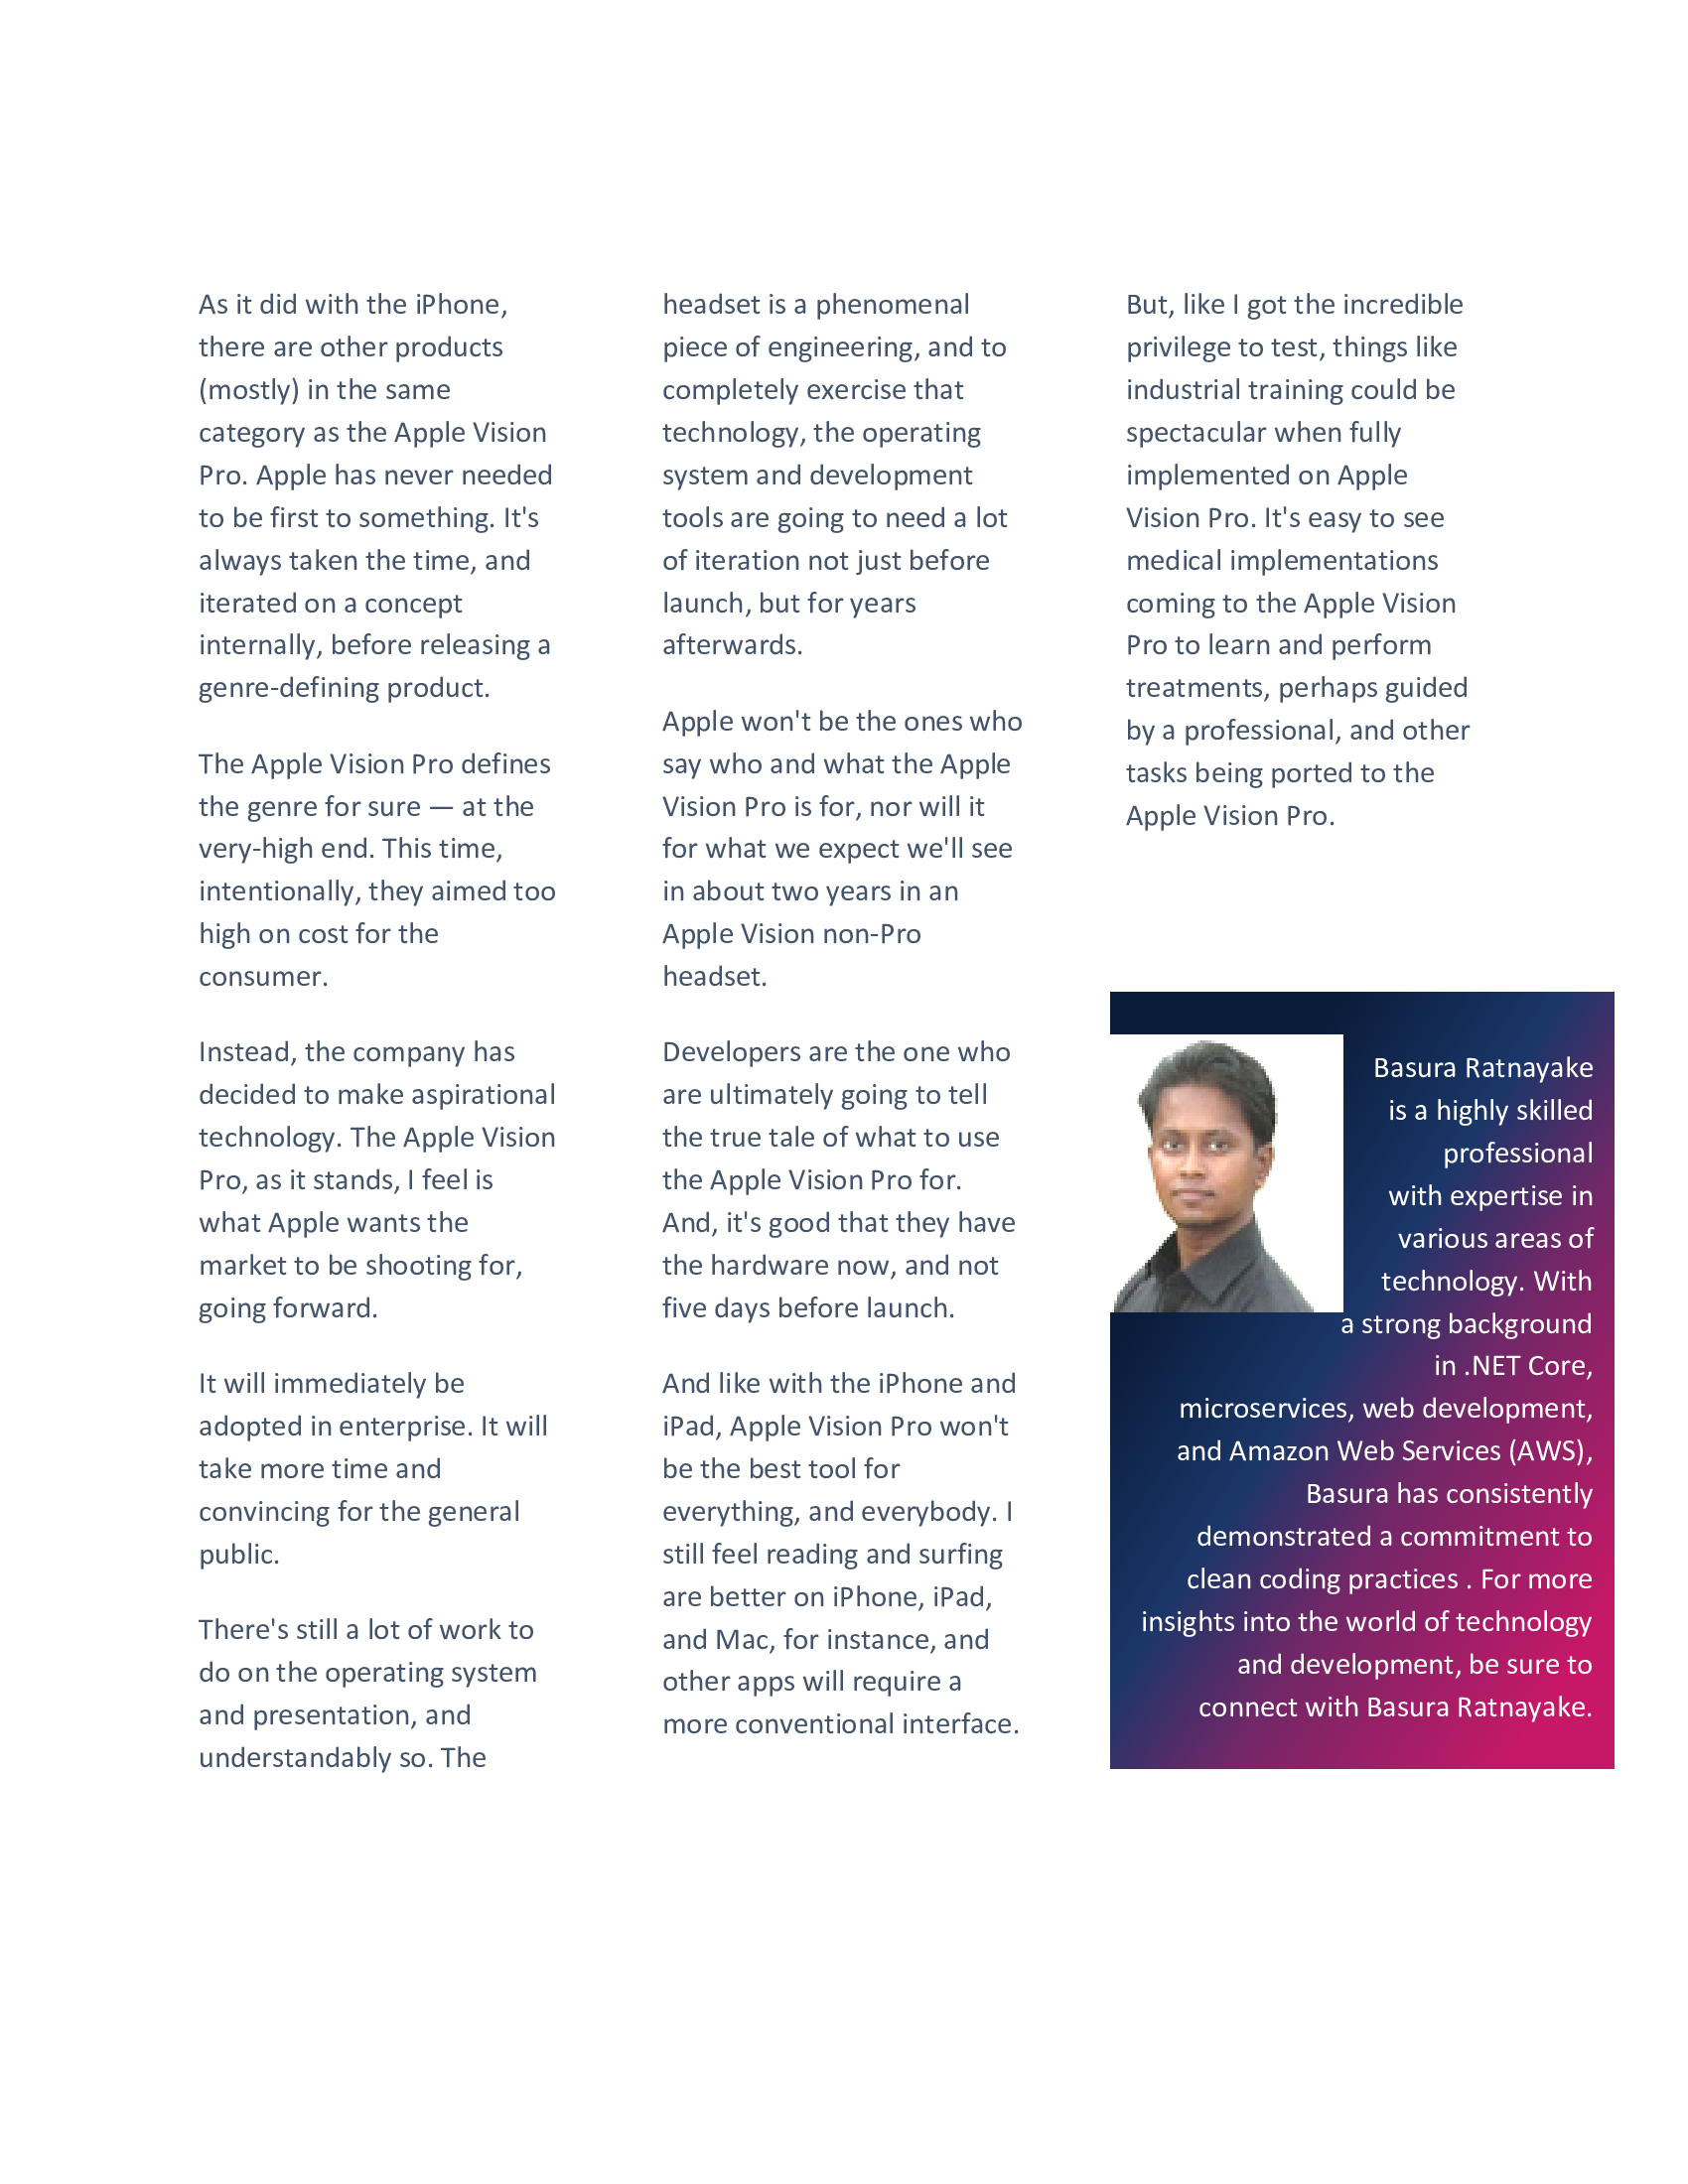 As it did with the iPhone,
there are other products
(mostly) in the same
category as the Apple Vision
Pro. Apple has never needed
to be first to something. It's
always taken the time, and
iterated on a concept
internally, before releasing a
genre-defining product.
The Apple Vision Pro defines
the genre for sure — at the
very-high end. This time,
intentionally, they aimed too
high on cost for the
consumer.
Instead, the company has
decided to make aspirational
technology. The Apple Vision
Pro, as it stands, I feel is
what Apple wants the
market to be shooting for,
going forward.
It will immediately be
adopted in enterprise. It will
take more time and
convincing for the general
public.
There's still a lot of work to
do on the operating system
and presentation, and
understandably so. The
headset is a phenomenal
piece of engineering, and to
completely exercise that
technology, the operating
system and development
tools are going to need a lot
of iteration not just before
launch, but for years
afterwards.
Apple won't be the ones who
say who and what the Apple
Vision Pro is for, nor will it
for what we expect we'll see
in about two years in an
Apple Vision non-Pro
headset.
Developers are the one who
are ultimately going to tell
the true tale of what to use
the Apple Vision Pro for.
And, it's good that they have
the hardware now, and not
five days before launch.
And like with the iPhone and
iPad, Apple Vision Pro won't
be the best tool for
everything, and everybody. I
still feel reading and surfing
are better on iPhone, iPad,
and Mac, for instance, and
other apps will require a
more conventional interface.
But, like I got the incredible
privilege to test, things like
industrial training could be
spectacular when fully
implemented on Apple
Vision Pro. It's easy to see
medical implementations
coming to the Apple Vision
Pro to learn and perform
treatments, perhaps guided
by a professional, and other
tasks being ported to the
Apple Vision Pro.
Basura Ratnayake
is a highly skilled
professional
with expertise in
various areas of
technology. With
a strong background
in .NET Core,
microservices, web development,
and Amazon Web Services (AWS),
Basura has consistently
demonstrated a commitment to
clean coding practices . For more
insights into the world of technology
and development, be sure to
connect with Basura Ratnayake.